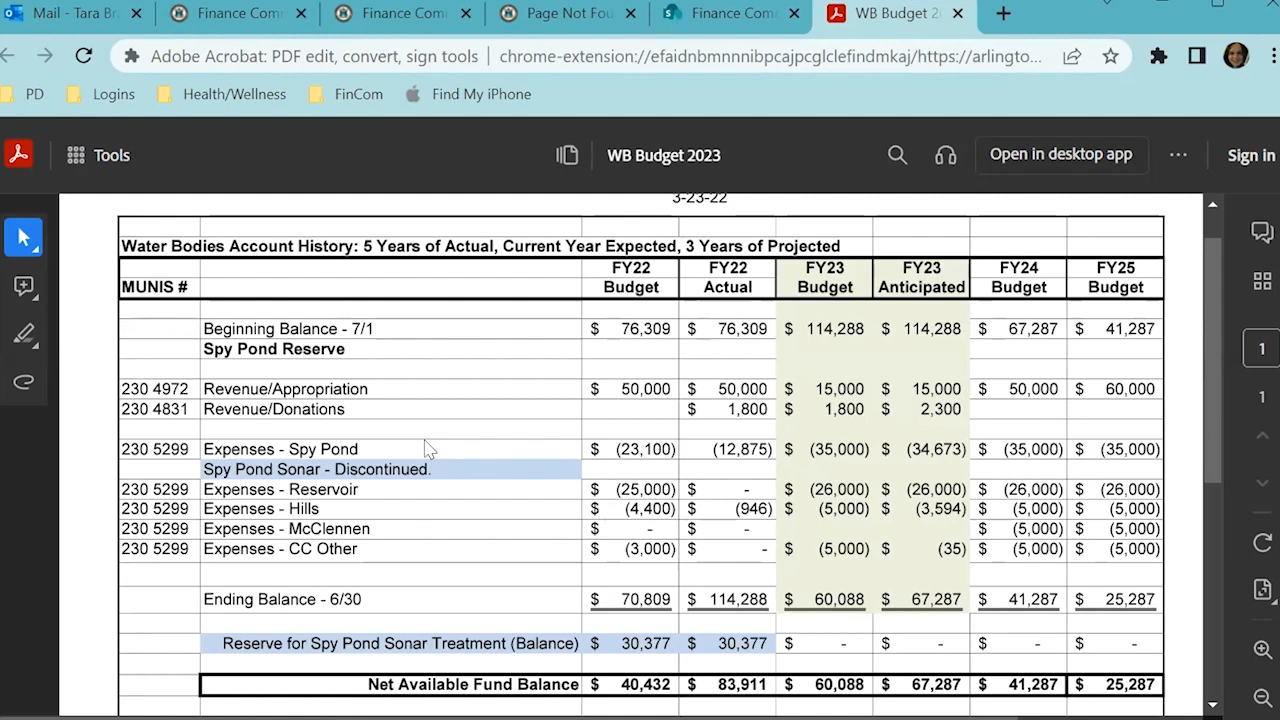 Mail - Tara Br
Finance Com
Finance Com
Page Not Fou
Finance Com
WB Budget 2
Adobe Acrobat: PDF edit, convert, sign tools | chrome-extension://efaidnbmnnnibpcajpcglclefindmkaj/https://arlingto...
PD Logins Health/Wellness FinCom Find My iPhone
Tools WB Budget 2023 Open in desktop app Sign in
3-23-22
Water Bodies Account History: 5 Years of Actual, Current Year Expected, 3 Years of Projected
FY22 FY22 FY23 FY23 FY24 FY25
MUNIS # Budget Actual Budget Anticipated Budget Budget
Beginning Balance - 7/1 $ 76,309 $ 76,309 $ 114,288 $ 114,288 $ 67,287 $ 41,287
Spy Pond Reserve
230 4972 Revenue/Appropriation $ 50,000 $ 50,000 $ 15,000 $ 15,000 $ 50,000 $ 60,000
230 4831 Revenue/Donations $ 1,800 $ 1,800 $ 2,300
230 5299 Expenses - Spy Pond $ (23,100) (12,875) $ (35,000) $ (34,673) $ (35,000) $ (35,000)
Spy Pond Sonar - Discontinued.
230 5299 Expenses - Reservoir $ (25,000) $ - $ (26,000) $ (26,000) $ (26,000) $ (26,000)
230 5299 Expenses - Hills $ (4,400) $ (946) $ (5,000) $ (3,594) $ (5,000) $ (5,000)
230 5299 Expenses - McClennen $ - $ - $ (5,000) $ (5,000)
230 5299 Expenses - CC Other $ (3,000) $ - $ (5,000) $ (35) $ (5,000) $ (5,000)
Ending Balance - 6/30 $ 70,809 $ 114,288 $ 60,088 $ 67,287 $ 41,287 $ 25,287
Reserve for Spy Pond Sonar Treatment (Balance) $ 30,377 $ 30,377 $ - $ - $ - $ -
Net Available Fund Balance $ 40,432 $ 83,911 $ 60,088 $ 67,287 $ 41,287 $ 25,287
1
1